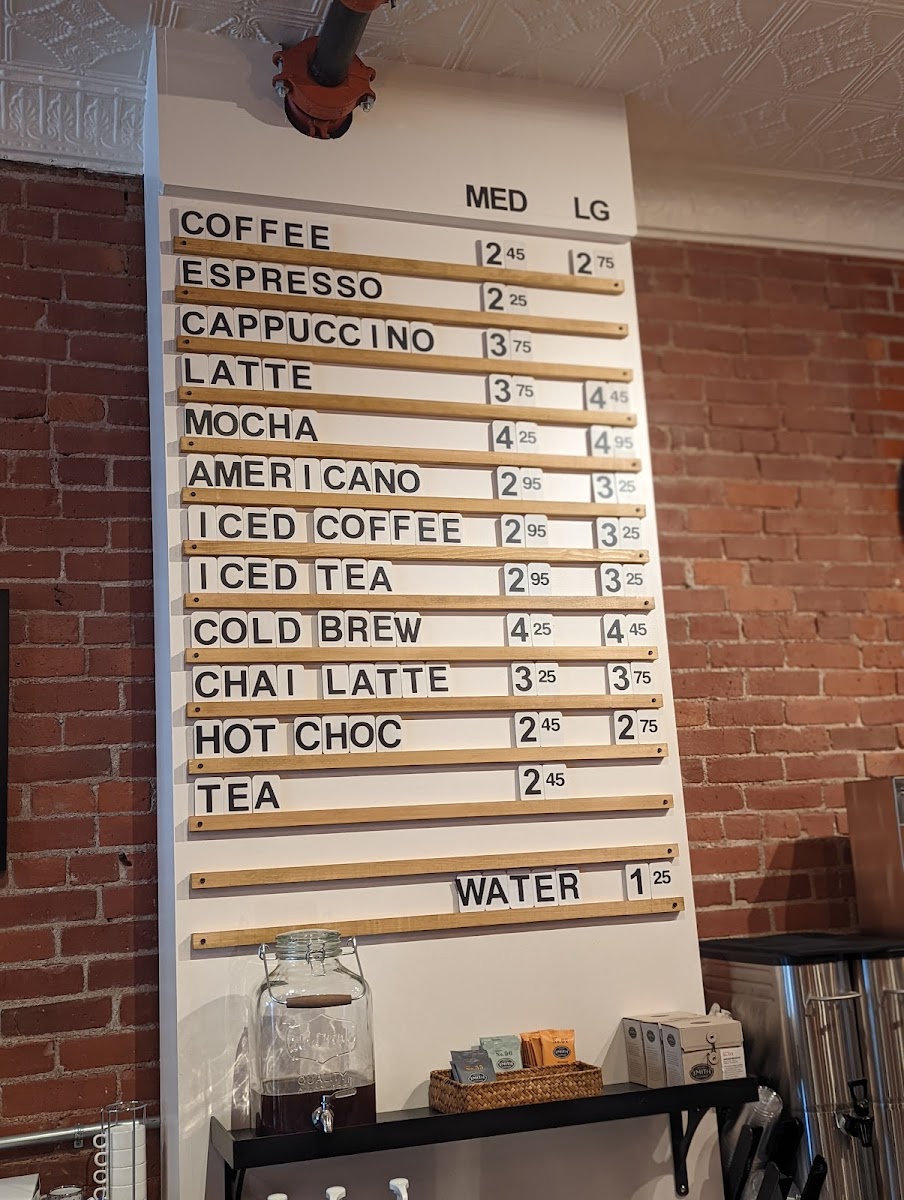 MED LG
COFFEE 2 45 2 75
ESPRESSO 2 25
CAPPUCCINO 3 75
LATTE 3 75 4 45
MOCHA 4 25 4 95
AMERICANO 2 95 3 25
ICED COFFEE 2 95 3 25
ICED TEA 2 95 3 25
COLD BREW 4 25 4 45
CHAI LATTE 3 25 3 75
HOT CHOC 2 45 2 75
TEA 2 45
WATER 1 25
QUALITY
SMITH